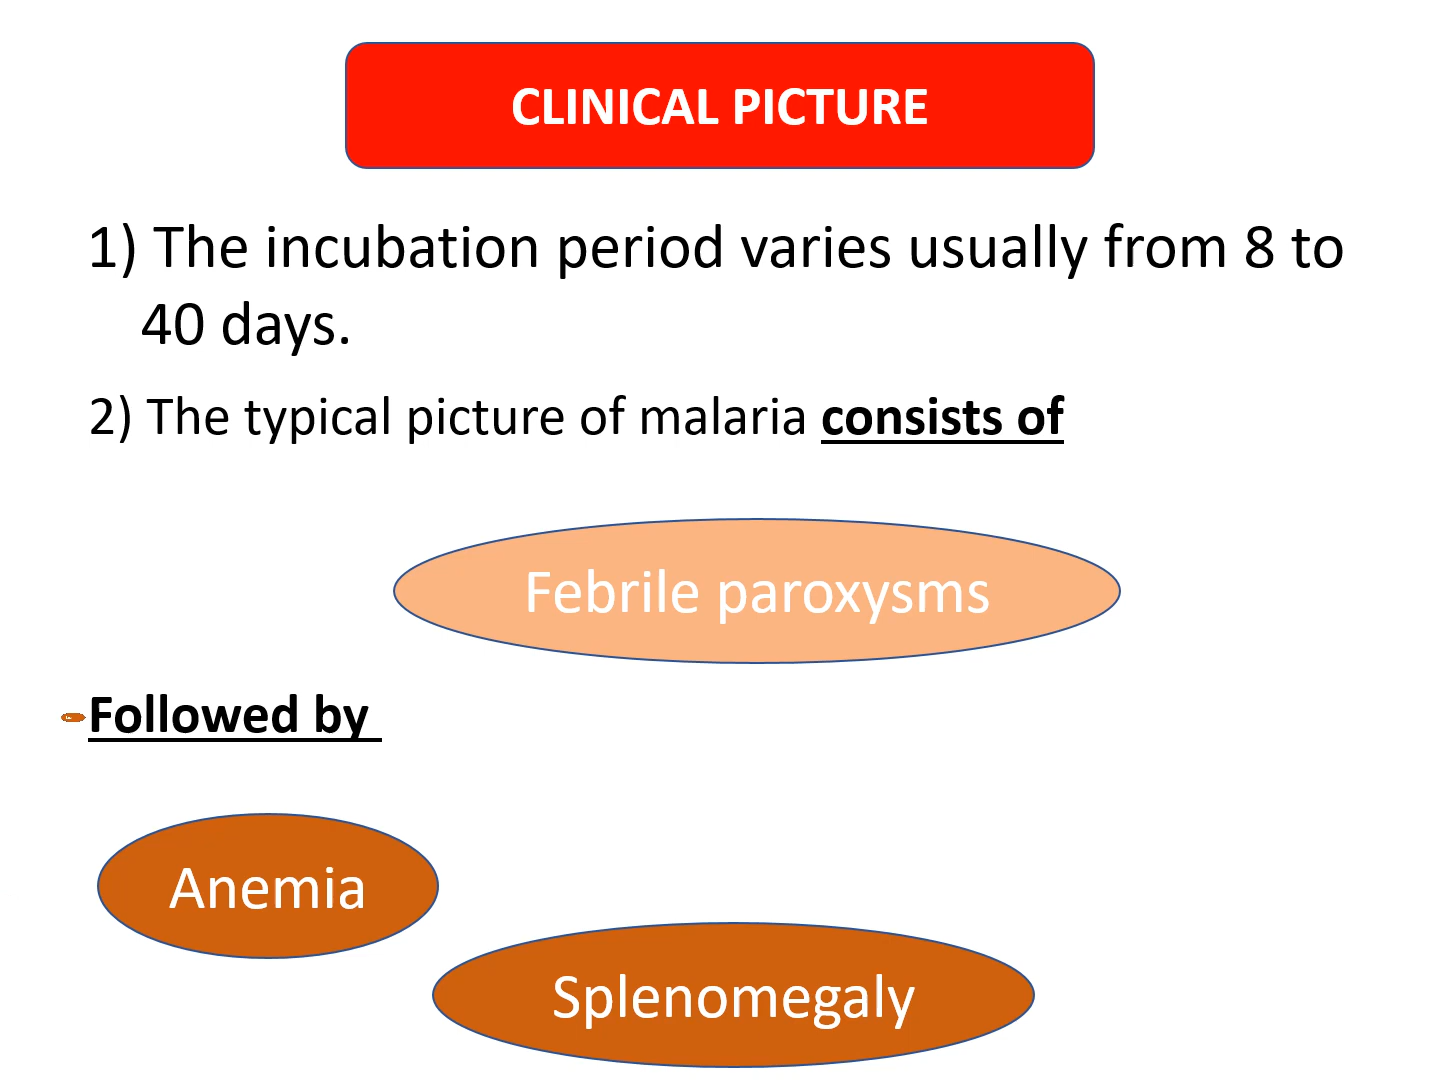 CLINICAL PICTURE
1) The incubation period varies usually from 8 to
40 days.
2) The typical picture of malaria consists of
Febrile paroxysms
Followed by
Anemia
Splenomegaly